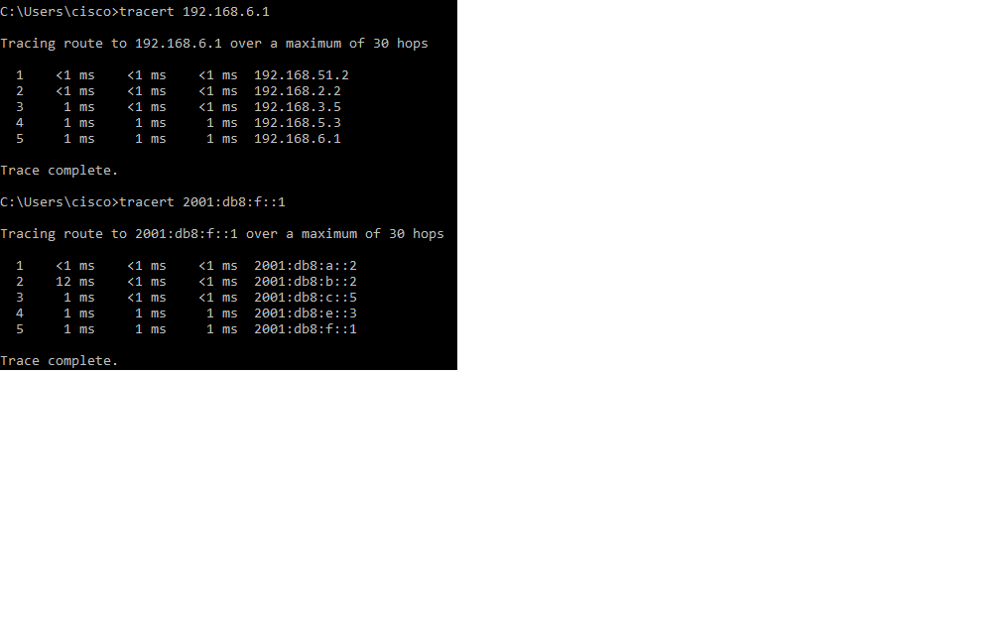 C:\Users\cisco>tracert 192.168.6.1
Tracing route to 192.168.6.1 over a maximum of 30 hops
1 <1 ms <1 ms <1 ms 192.168.51.2
2 <1 ms <1 ms <1 ms 192.168.2.2
3 1 ms <1 ms <1 ms 192.168.3.5
4 1 ms 1 ms 1 ms 192.168.5.3
5 1 ms 1 ms 1 ms 192.168.6.1
Trace complete.
C:\Users\cisco>tracert 2001:db8:f::1
Tracing route to 2001:db8:f::1 over a maximum of 30 hops
1 <1 ms <1 ms <1 ms 2001:db8:a::2
2 12 ms <1 ms <1 ms 2001:db8:b::2
3 1 ms <1 ms <1 ms 2001:db8:c::5
4 1 ms 1 ms 1 ms 2001:db8:e::3
5 1 ms 1 ms 1 ms 2001:db8:f::1
Trace complete.